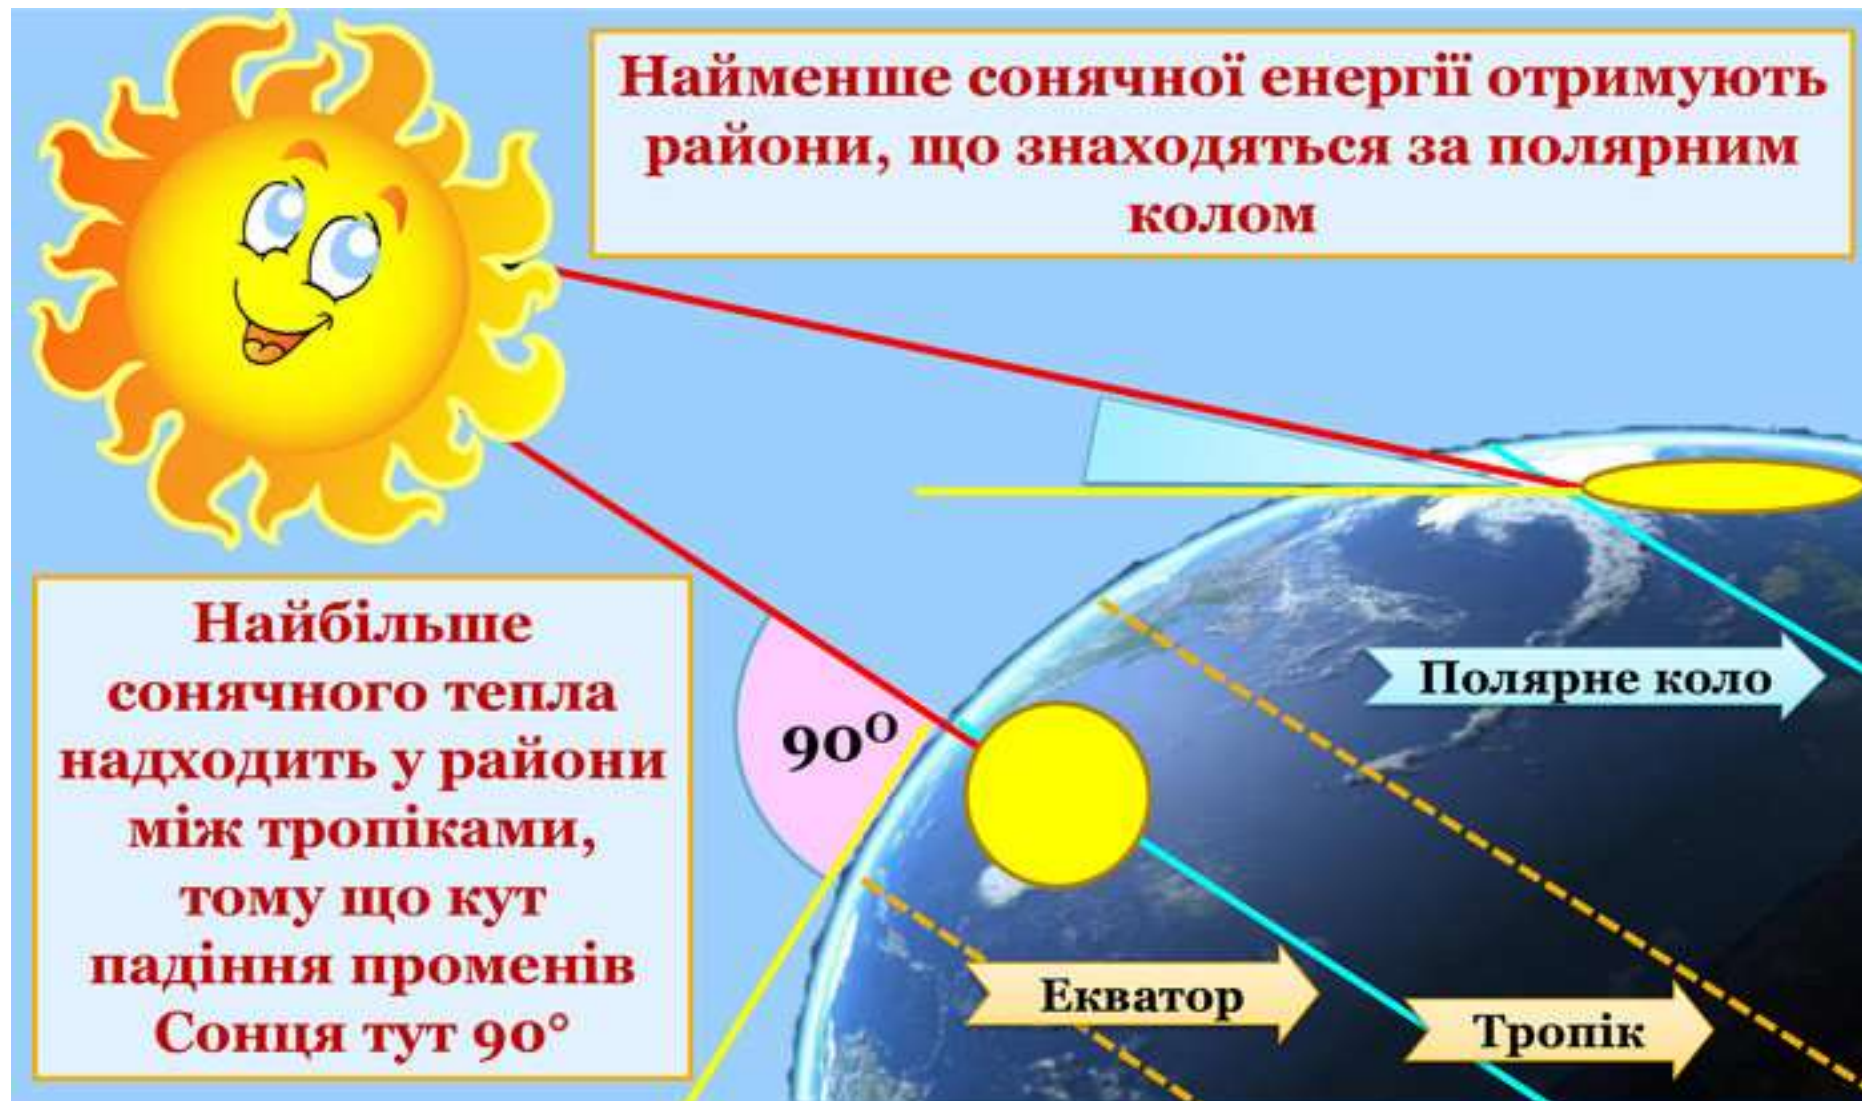 Найменше сонячної енергії отримують
райони, що знаходяться за полярним
колом
Найбільше
сонячного тепла
надходить у райони
між тропіками,
тому що кут
падіння променів
Сонця тут 90°
90⁰
Полярне коло
Екватор
Тропік